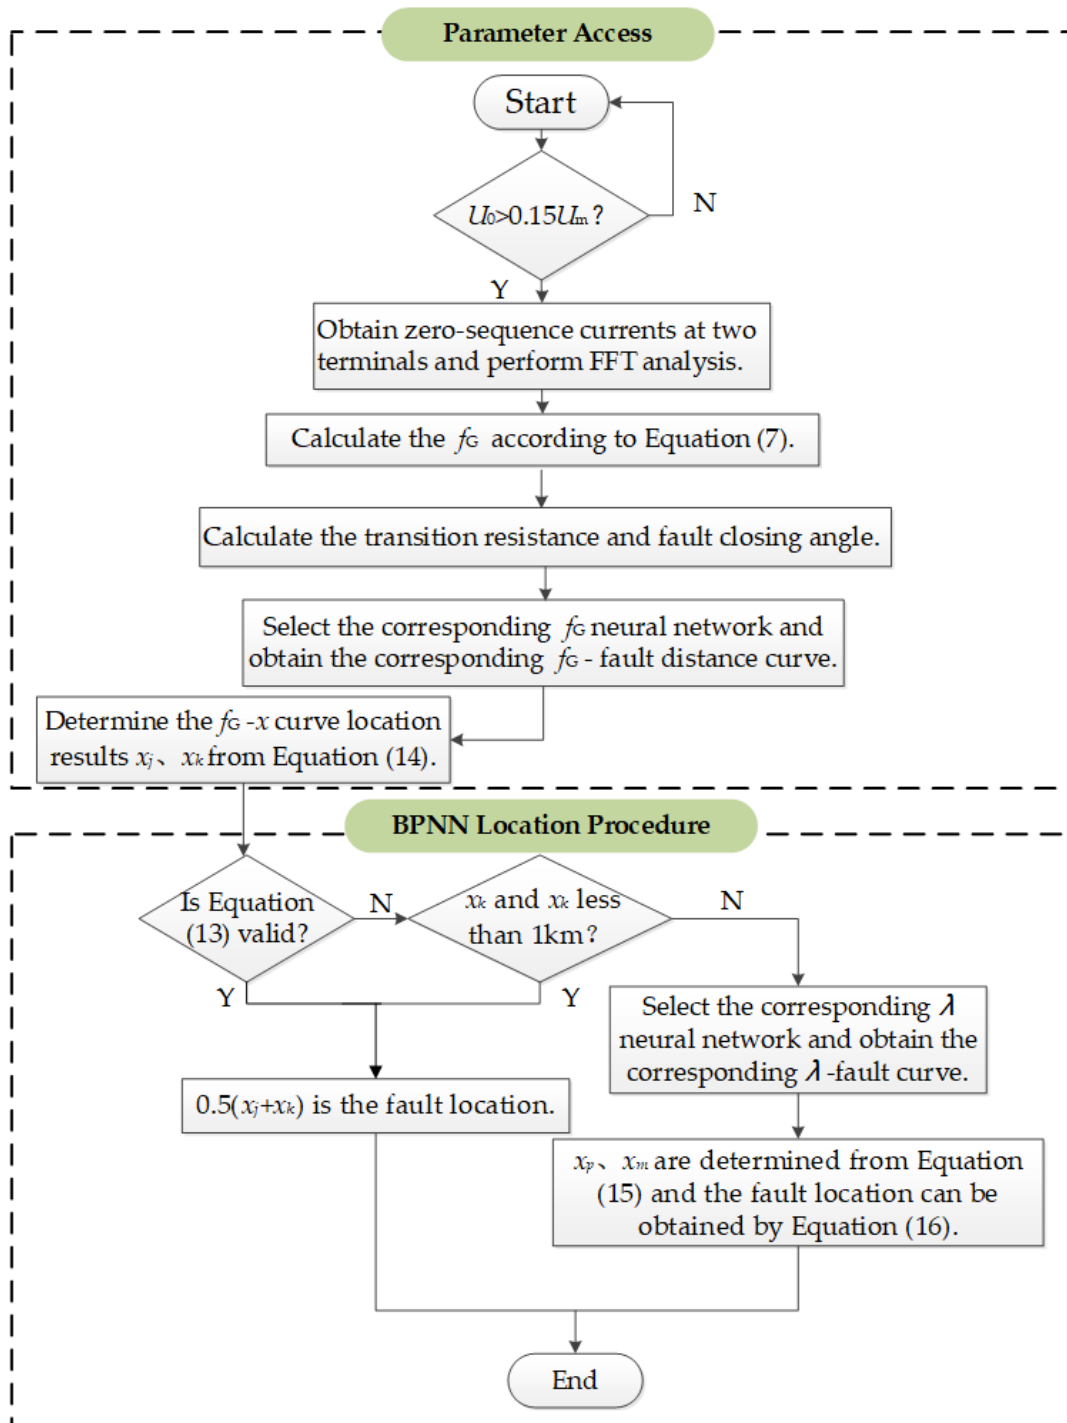 Parameter Access
Start
U0>0.15Um?
N
Y
Obtain zero-sequence currents at two
terminals and perform FFT analysis.
Calculate the fG according to Equation (7).
Calculate the transition resistance and fault closing angle.
Select the corresponding fG neural network and
obtain the corresponding fG - fault distance curve.
Determine the fG -x curve location
results xj、xk from Equation (14).
BPNN Location Procedure
Is Equation
(13) valid?
N
xk and xk less
than 1km?
N
Y
Y
Select the corresponding λ
neural network and obtain the
corresponding λ -fault curve.
0.5(xj+xk) is the fault location.
xp、xm are determined from Equation
(15) and the fault location can be
obtained by Equation (16).
End